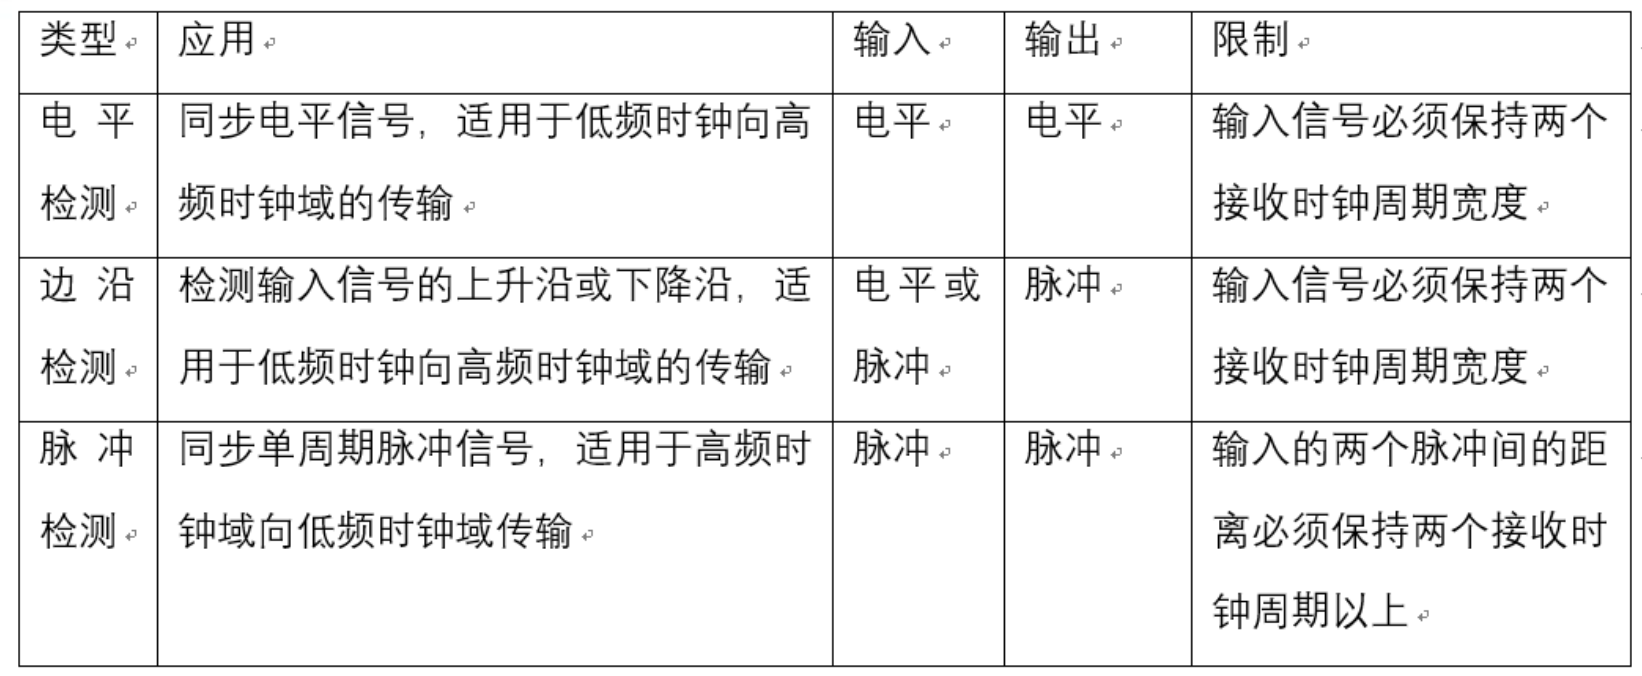 类型 应用 输入 输出 限制
电平 同步电平信号，适用于低频时钟向高 电平 电平 输入信号必须保持两个
检测 频时钟域的传输 接收时钟周期宽度
边沿 检测输入信号的上升沿或下降沿，适 电平或 脉冲 输入信号必须保持两个
检测 用于低频时钟向高频时钟域的传输 脉冲 接收时钟周期宽度
脉冲 同步单周期脉冲信号，适用于高频时 脉冲 脉冲 输入的两个脉冲间的距
检测 钟域向低频时钟域传输 离必须保持两个接收时
钟周期以上